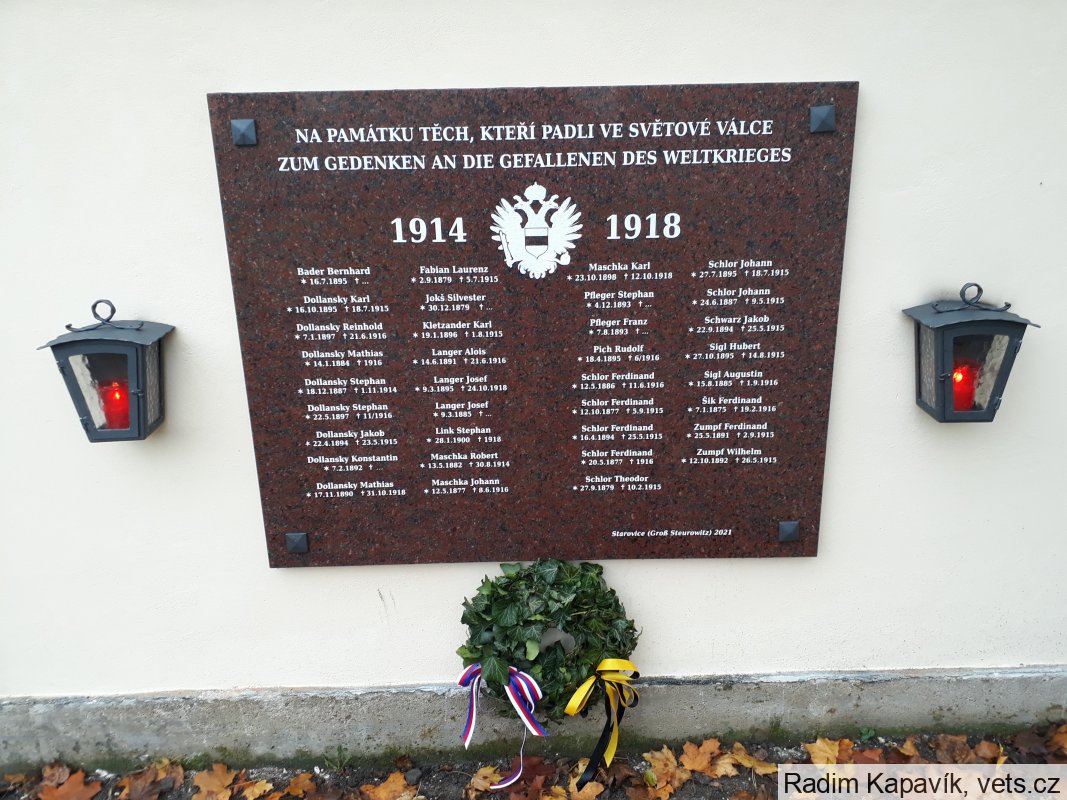 NA PAMÁTKU TĚCH, KTEŘÍ PADLI VE SVĚTOVÉ VÁLCE
ZUM GEDENKEN AN DIE GEFALLENEN DES WELTKRIEGES
1914 1918
Bader Bernhard
* 16.7.1895 † ...
Dollansky Karl
* 16.10.1895 † 18.7.1915
Dollansky Reinhold
* 7.1.1897 † 21.6.1916
Dollansky Mathias
* 14.1.1884 † 1916
Dollansky Stephan
* 18.12.1887 † 1.11.1914
Dollansky Stephan
* 22.5.1897 † 11/1916
Dollansky Jakob
* 22.4.1894 † 23.5.1915
Dollansky Konstantin
* 7.2.1892 † ...
Dollansky Mathias
* 17.11.1890 † 31.10.1918
Fabian Laurenz
* 2.9.1879 † 5.7.1915
Jokš Silvester
* 30.12.1879 † ...
Kletzander Karl
* 19.1.1896 † 1.8.1915
Langer Alois
* 14.6.1891 † 21.6.1916
Langer Josef
* 9.3.1895 † 24.10.1918
Langer Josef
* 9.3.1885 † ...
Link Stephan
* 28.1.1900 † 1918
Maschka Robert
* 13.5.1882 † 30.8.1914
Maschka Johann
* 12.5.1877 † 8.6.1916
Maschka Karl
* 23.10.1898 † 12.10.1918
Pfleger Stephan
* 4.12.1893 † ...
Pfleger Franz
* 7.8.1893 † ...
Pich Rudolf
* 18.4.1895 † 6/1916
Schlor Ferdinand
* 12.5.1886 † 11.6.1916
Schlor Ferdinand
* 12.10.1877 † 5.9.1915
Schlor Ferdinand
* 16.4.1894 † 25.5.1915
Schlor Ferdinand
* 20.5.1877 † 1916
Schlor Theodor
* 27.9.1879 † 10.2.1915
Schlor Johann
* 27.7.1895 † 18.7.1915
Schlor Johann
* 24.6.1887 † 9.5.1915
Schwarz Jakob
* 22.9.1894 † 25.5.1915
Sigl Hubert
* 27.10.1895 † 14.8.1915
Sigl Augustin
* 15.8.1885 † 1.9.1916
Šík Ferdinand
* 7.1.1875 † 19.2.1916
Zumpf Ferdinand
* 25.5.1891 † 2.9.1915
Zumpf Wilhelm
* 12.10.1892 † 26.5.1915
Starovice (Groß Steurowitz) 2021
Radim Kapavík, vets.cz